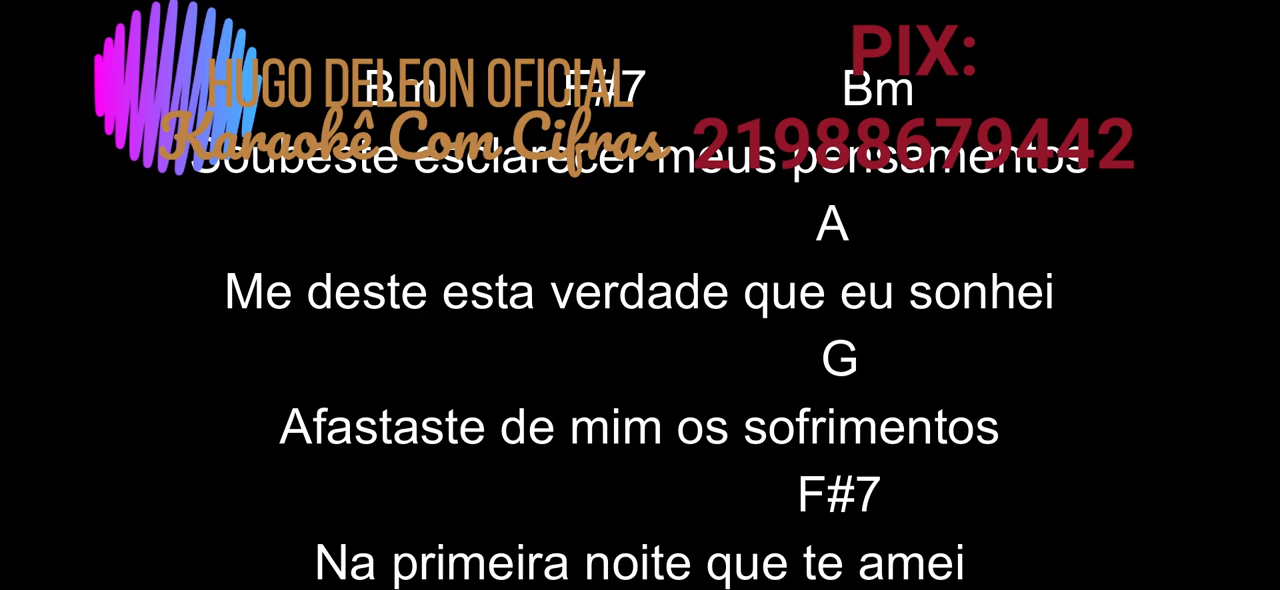 PIX:
HUGO DELEON OFICIAL
Bm F#7 Bm
Karaokê Com Cifras 21988679442
Soubeste esclarecer meus pensamentos
A
Me deste esta verdade que eu sonhei
G
Afastaste de mim os sofrimentos
F#7
Na primeira noite que te amei